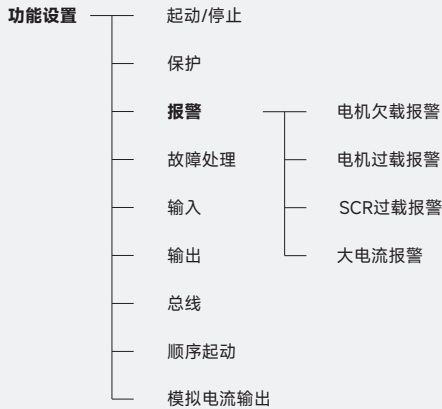 功能设置
起动/停止
保护
报警
电机欠载报警
电机过载报警
SCR过载报警
大电流报警
故障处理
输入
输出
总线
顺序起动
模拟电流输出